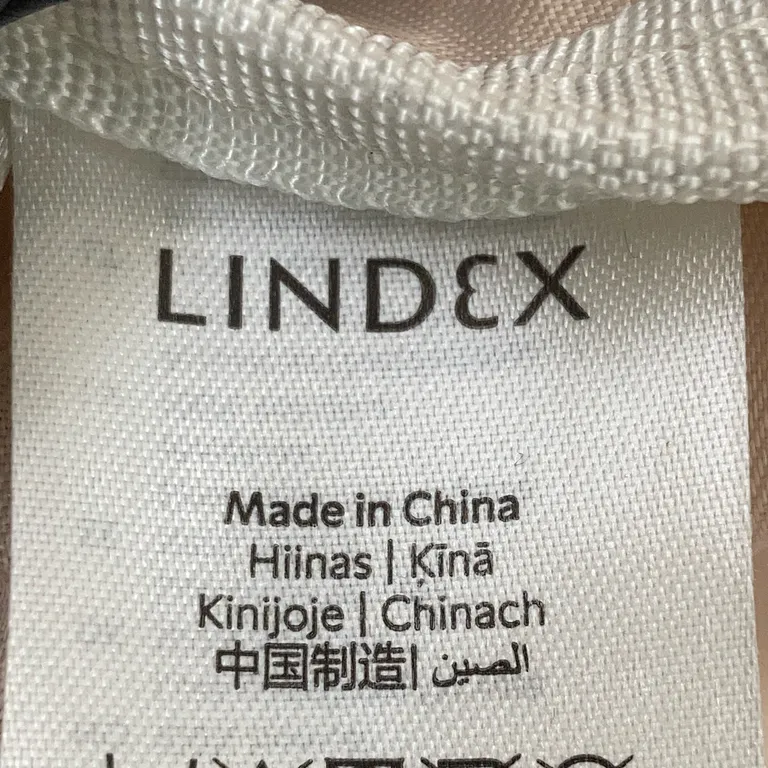 LINDEX
Made in China
Hiinas | Ķīnā
Kinijoje | Chinach
中国制造| الصين